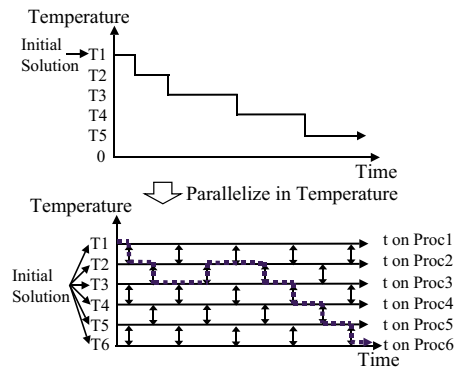 Temperature
Initial
Solution
T1
T2
T3
T4
T5
0
Time
Parallelize in Temperature
Temperature
T1
T2
T3
T4
T5
T6
Initial
Solution
t on Proc1
t on Proc2
t on Proc3
t on Proc4
t on Proc5
t on Proc6
Time